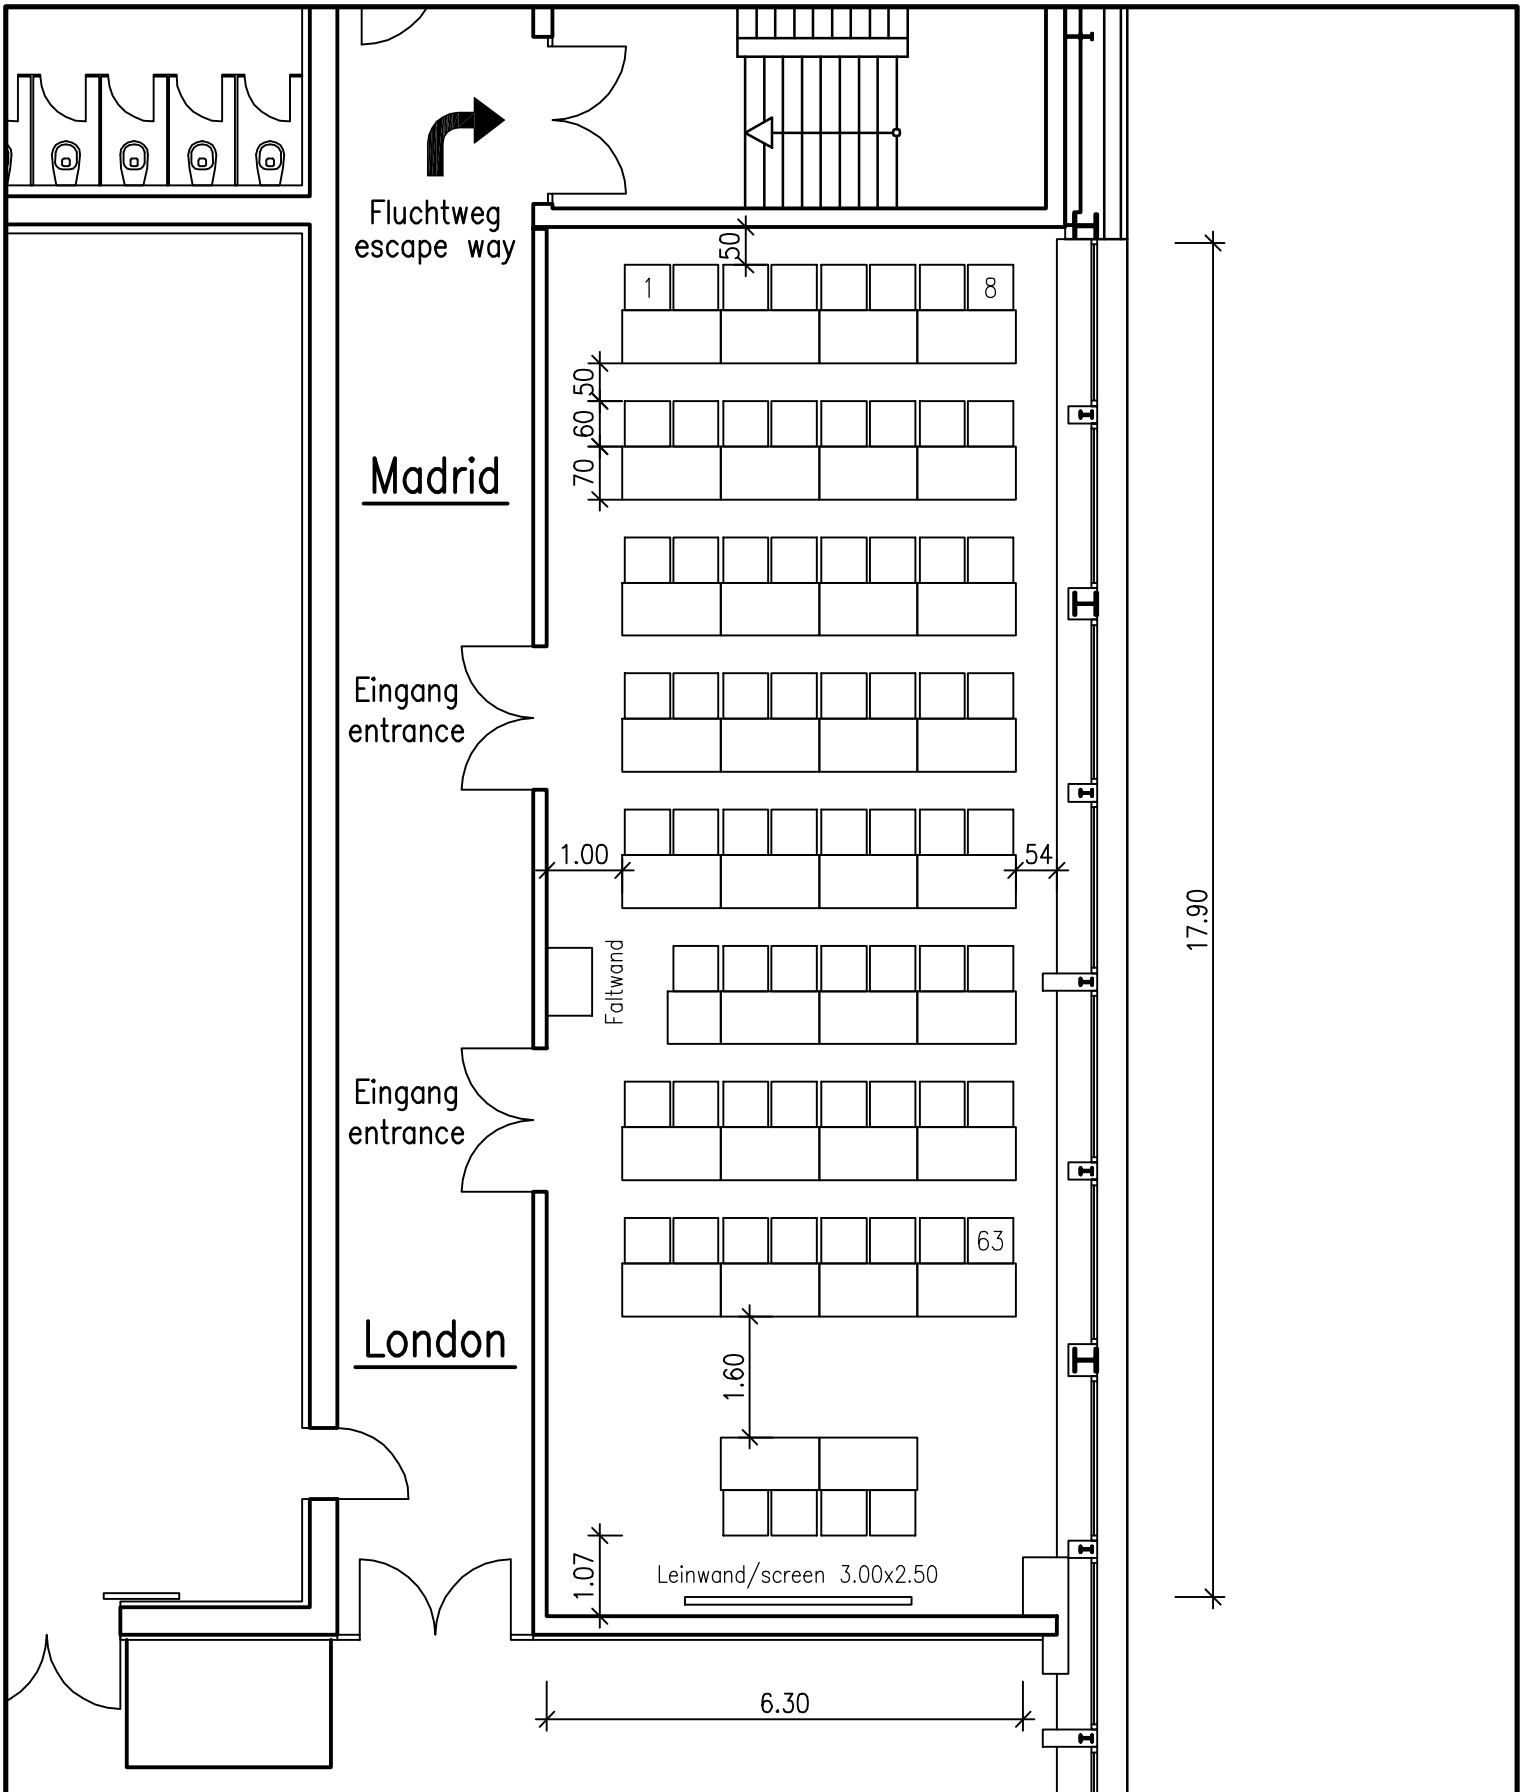 Fluchtweg
escape way
50
1
8
50
60
70
Madrid
Eingang
entrance
1.00
54
17.90
Faltwand
Eingang
entrance
63
London
1.60
1.07
Leinwand/screen 3.00x2.50
6.30